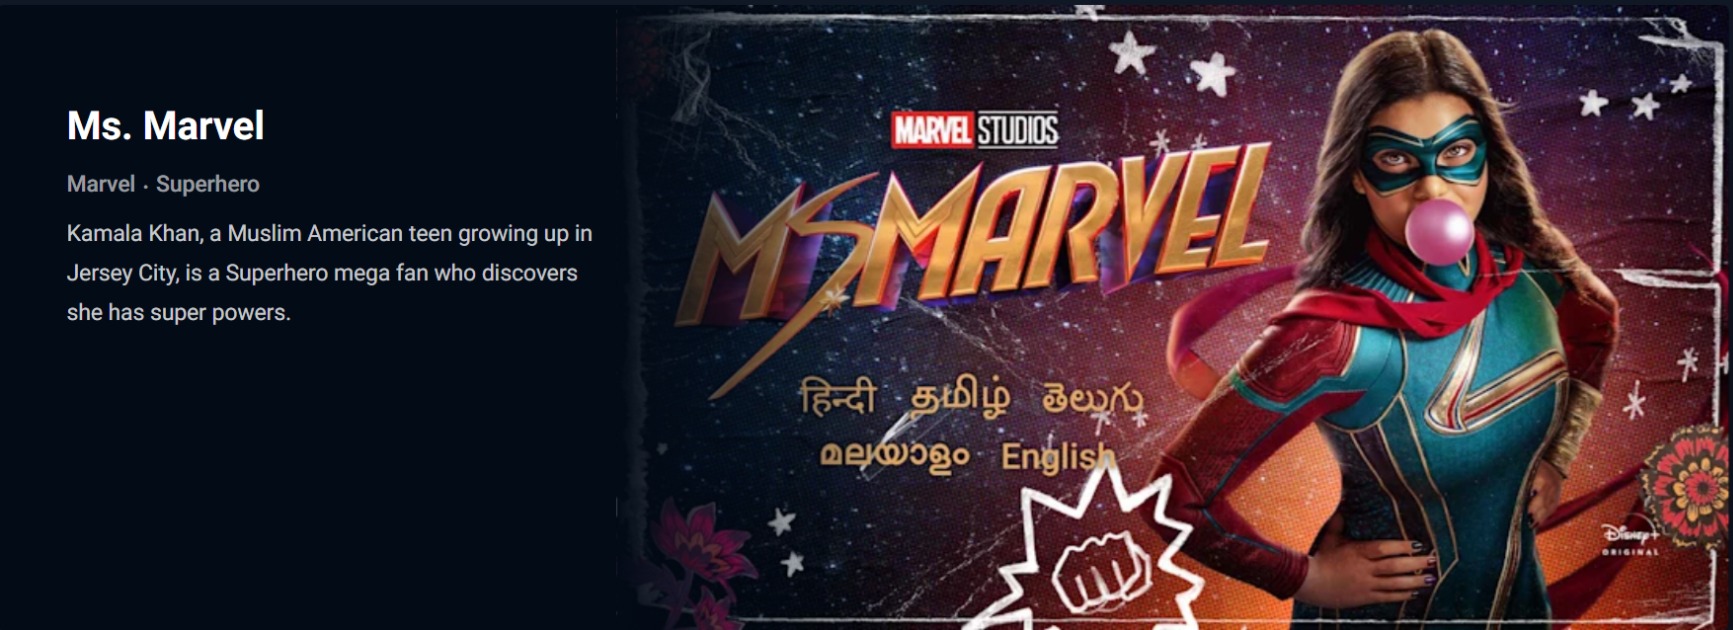 Ms. Marvel
Marvel · Superhero
Kamala Khan, a Muslim American teen growing up in
Jersey City, is a Superhero mega fan who discovers
she has super powers.
MARVEL STUDIOS
MS MARVEL
हिन्दी தமிழ் తెలుగు
മലയാളം English
Disney+
ORIGINAL